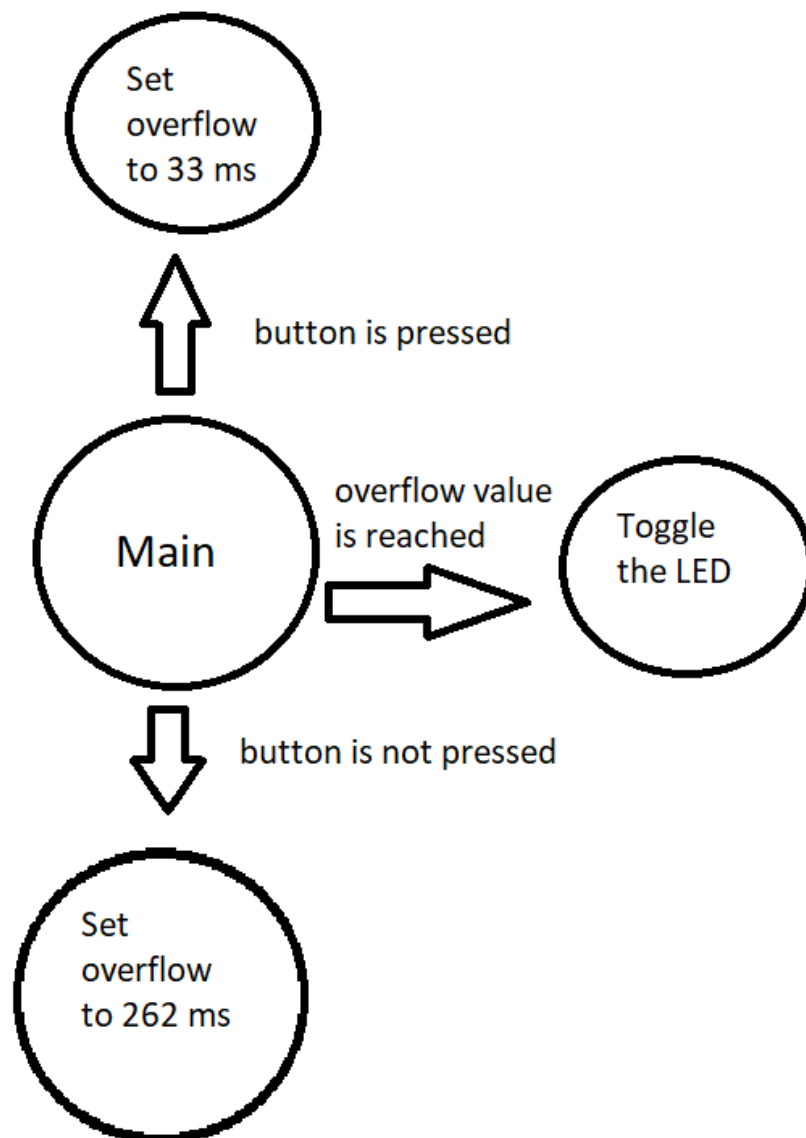 Set
overflow
to 33 ms
button is pressed
Main
overflow value
is reached
Toggle
the LED
button is not pressed
Set
overflow
to 262 ms